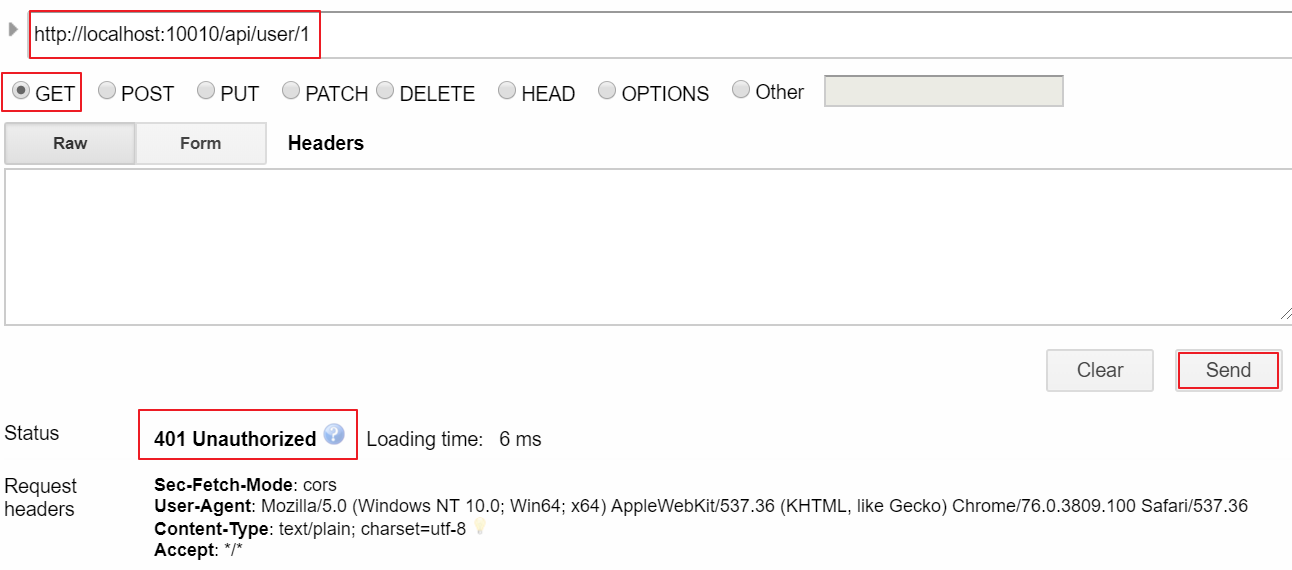 http://localhost:10010/api/user/1
GET POST PUT PATCH DELETE HEAD OPTIONS Other
Raw Form Headers
Clear Send
Status 401 Unauthorized ? Loading time: 6 ms
Request headers
Sec-Fetch-Mode: cors
User-Agent: Mozilla/5.0 (Windows NT 10.0; Win64; x64) AppleWebKit/537.36 (KHTML, like Gecko) Chrome/76.0.3809.100 Safari/537.36
Content-Type: text/plain; charset=utf-8
Accept: */*